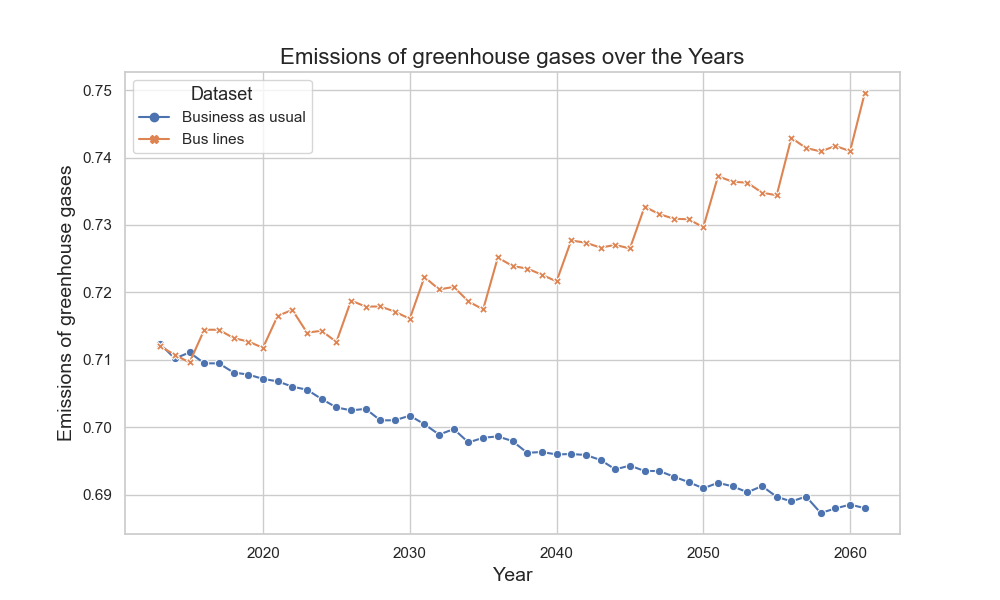 Emissions of greenhouse gases over the Years
Dataset
Business as usual
Bus lines
Emissions of greenhouse gases
0.75
0.74
0.73
0.72
0.71
0.70
0.69
2020 2030 2040 2050 2060
Year